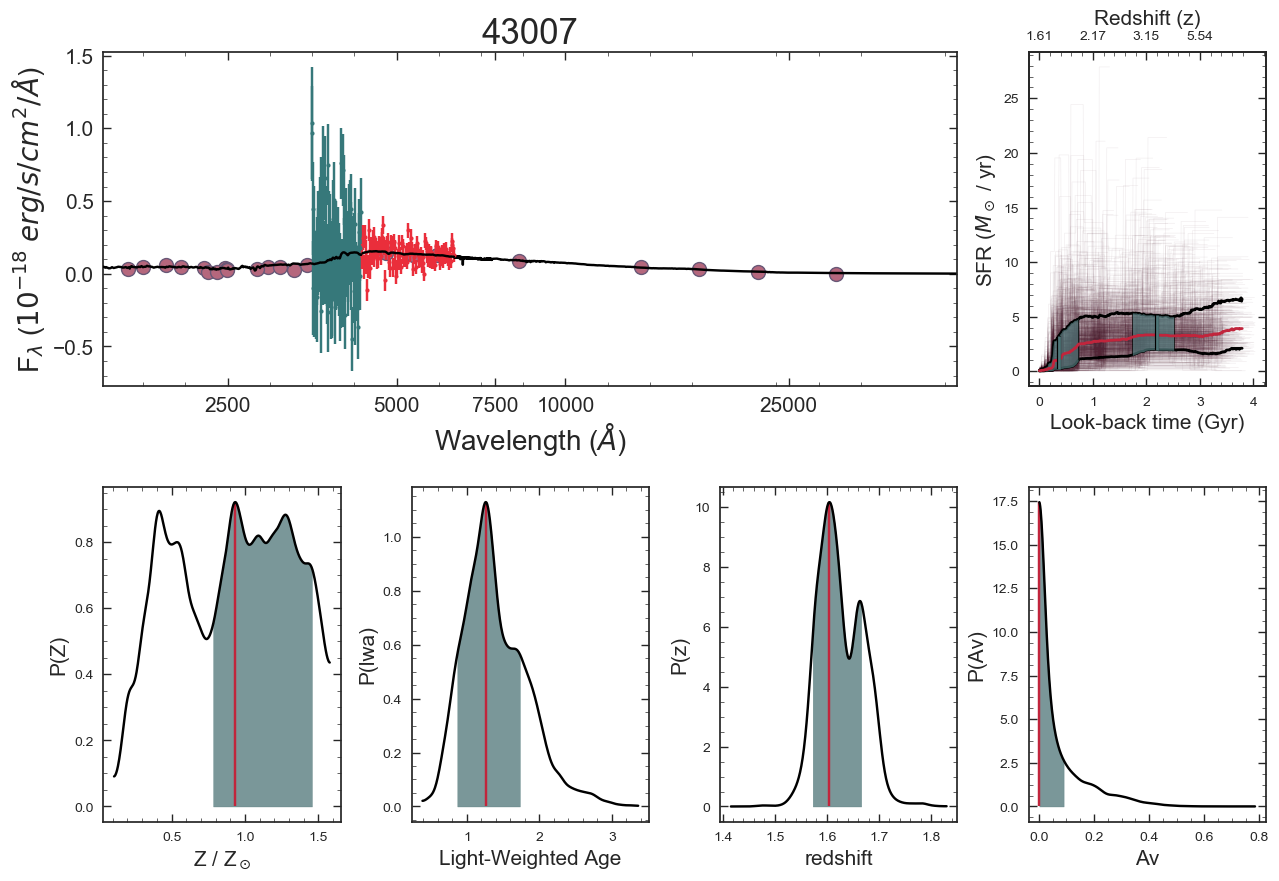 43007
F_λ (10^−18 erg/s/cm^2/Å)
1.5
1.0
0.5
0.0
−0.5
2500 5000 7500 10000 25000
Wavelength (Å)
Redshift (z)
1.61 2.17 3.15 5.54
SFR (M_⊙ / yr)
25
20
15
10
5
0
0 1 2 3 4
Look-back time (Gyr)
P(Z)
0.8
0.6
0.4
0.2
0.0
0.5 1.0 1.5
Z / Z_⊙
P(lwa)
1.0
0.8
0.6
0.4
0.2
0.0
1 2 3
Light-Weighted Age
P(z)
10
8
6
4
2
0
1.4 1.5 1.6 1.7 1.8
redshift
P(Av)
17.5
15.0
12.5
10.0
7.5
5.0
2.5
0.0
0.0 0.2 0.4 0.6 0.8
Av